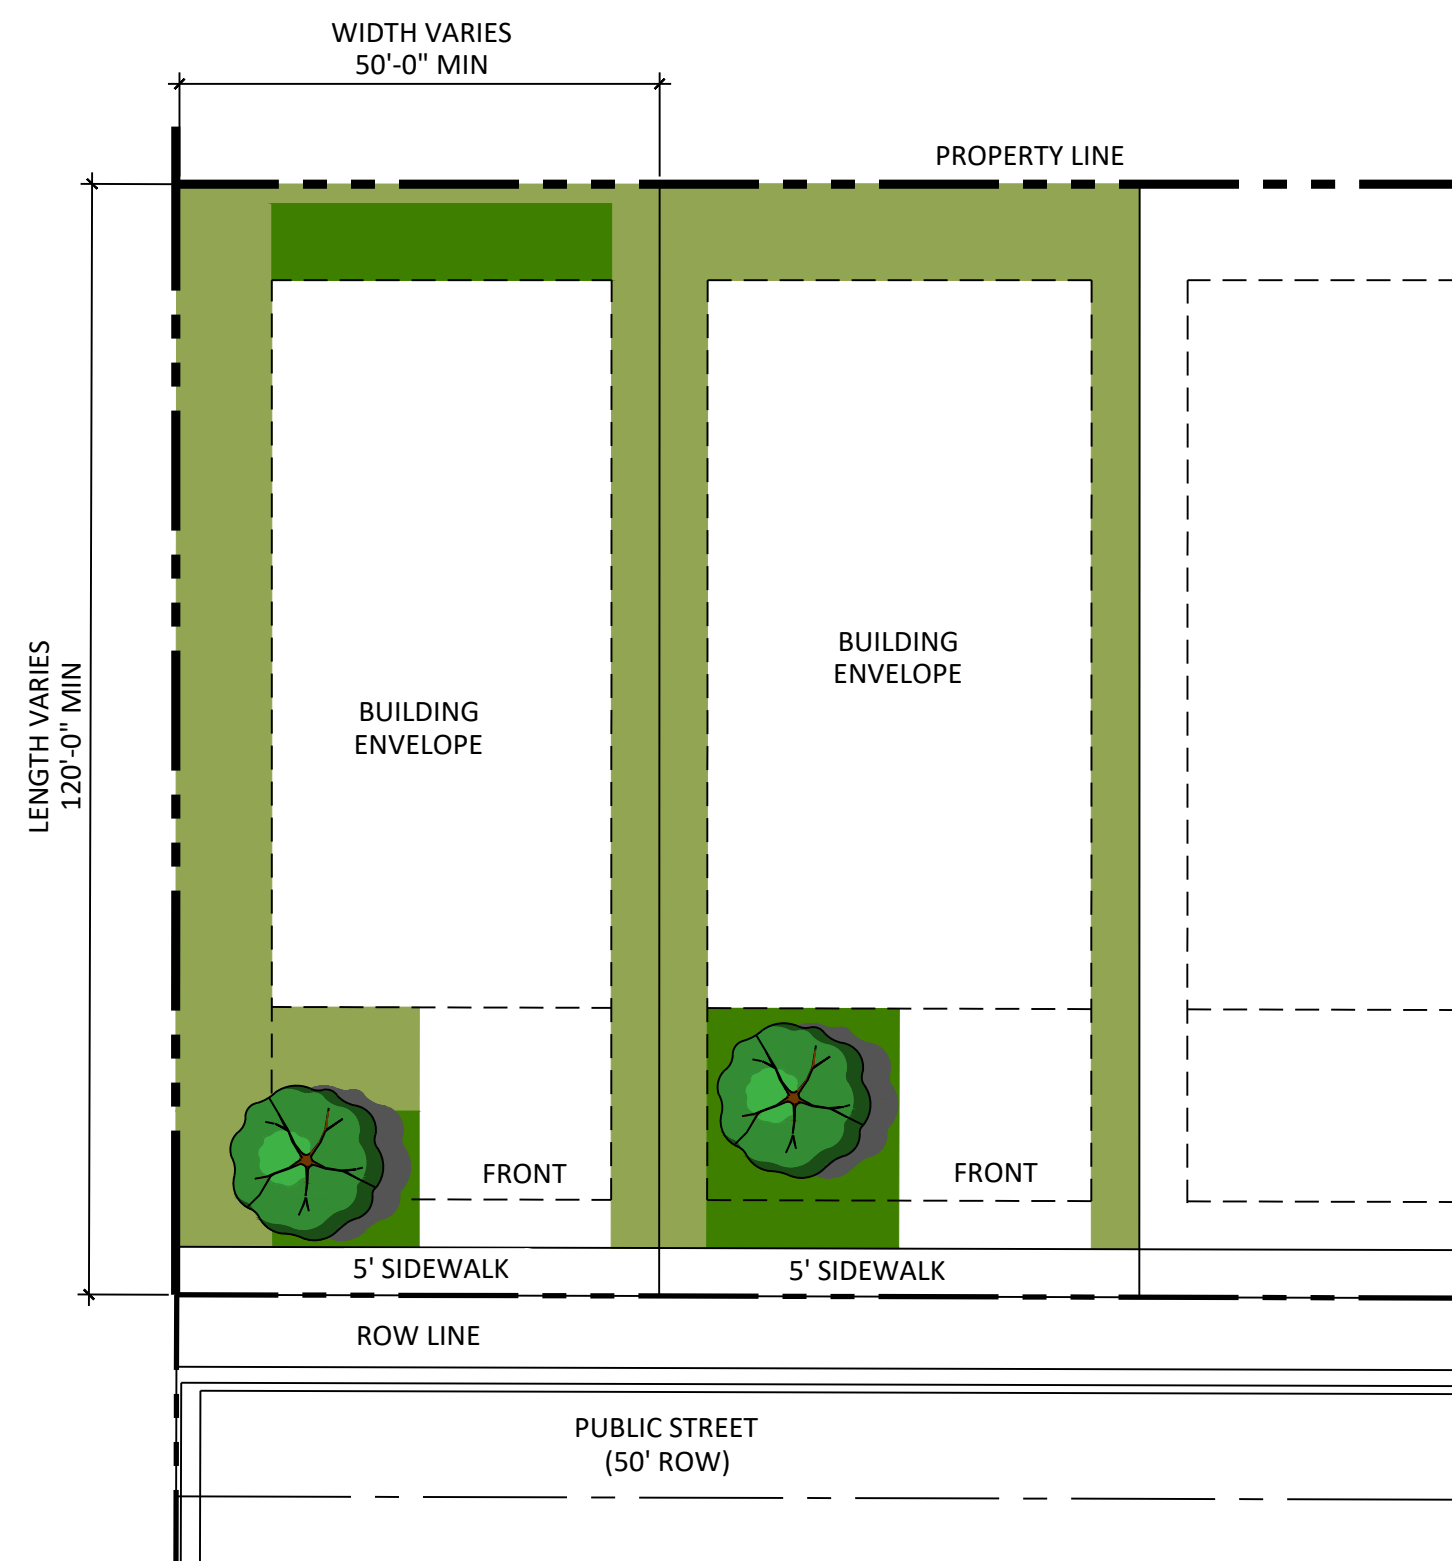 WIDTH VARIES
50'-0" MIN
PROPERTY LINE
LENGTH VARIES
120'-0" MIN
BUILDING
ENVELOPE
BUILDING
ENVELOPE
FRONT
FRONT
5' SIDEWALK
5' SIDEWALK
ROW LINE
PUBLIC STREET
(50' ROW)